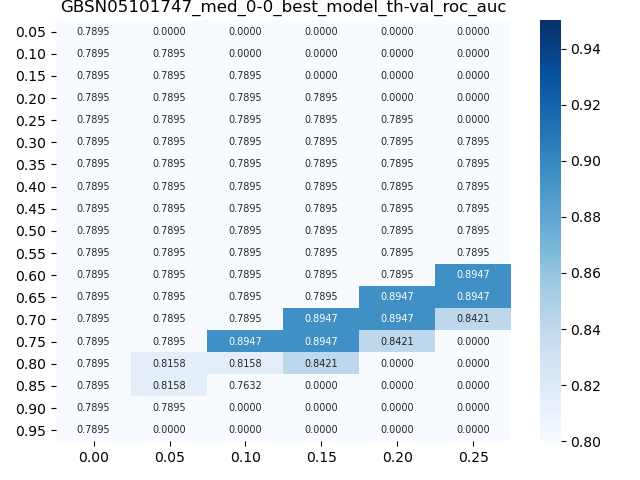 GBSN05101747_med_0-0_best_model_th-val_roc_auc
0.05 0.7895 0.0000 0.0000 0.0000 0.0000 0.0000
0.10 0.7895 0.7895 0.0000 0.0000 0.0000 0.0000
0.15 0.7895 0.7895 0.7895 0.0000 0.0000 0.0000
0.20 0.7895 0.7895 0.7895 0.7895 0.0000 0.0000
0.25 0.7895 0.7895 0.7895 0.7895 0.7895 0.0000
0.30 0.7895 0.7895 0.7895 0.7895 0.7895 0.7895
0.35 0.7895 0.7895 0.7895 0.7895 0.7895 0.7895
0.40 0.7895 0.7895 0.7895 0.7895 0.7895 0.7895
0.45 0.7895 0.7895 0.7895 0.7895 0.7895 0.7895
0.50 0.7895 0.7895 0.7895 0.7895 0.7895 0.7895
0.55 0.7895 0.7895 0.7895 0.7895 0.7895 0.7895
0.60 0.7895 0.7895 0.7895 0.7895 0.7895 0.8947
0.65 0.7895 0.7895 0.7895 0.7895 0.8947 0.8947
0.70 0.7895 0.7895 0.7895 0.8947 0.8947 0.8421
0.75 0.7895 0.7895 0.8947 0.8947 0.8421 0.0000
0.80 0.7895 0.8158 0.8158 0.8421 0.0000 0.0000
0.85 0.7895 0.8158 0.7632 0.0000 0.0000 0.0000
0.90 0.7895 0.7895 0.0000 0.0000 0.0000 0.0000
0.95 0.7895 0.0000 0.0000 0.0000 0.0000 0.0000
0.00 0.05 0.10 0.15 0.20 0.25
0.94
0.92
0.90
0.88
0.86
0.84
0.82
0.80